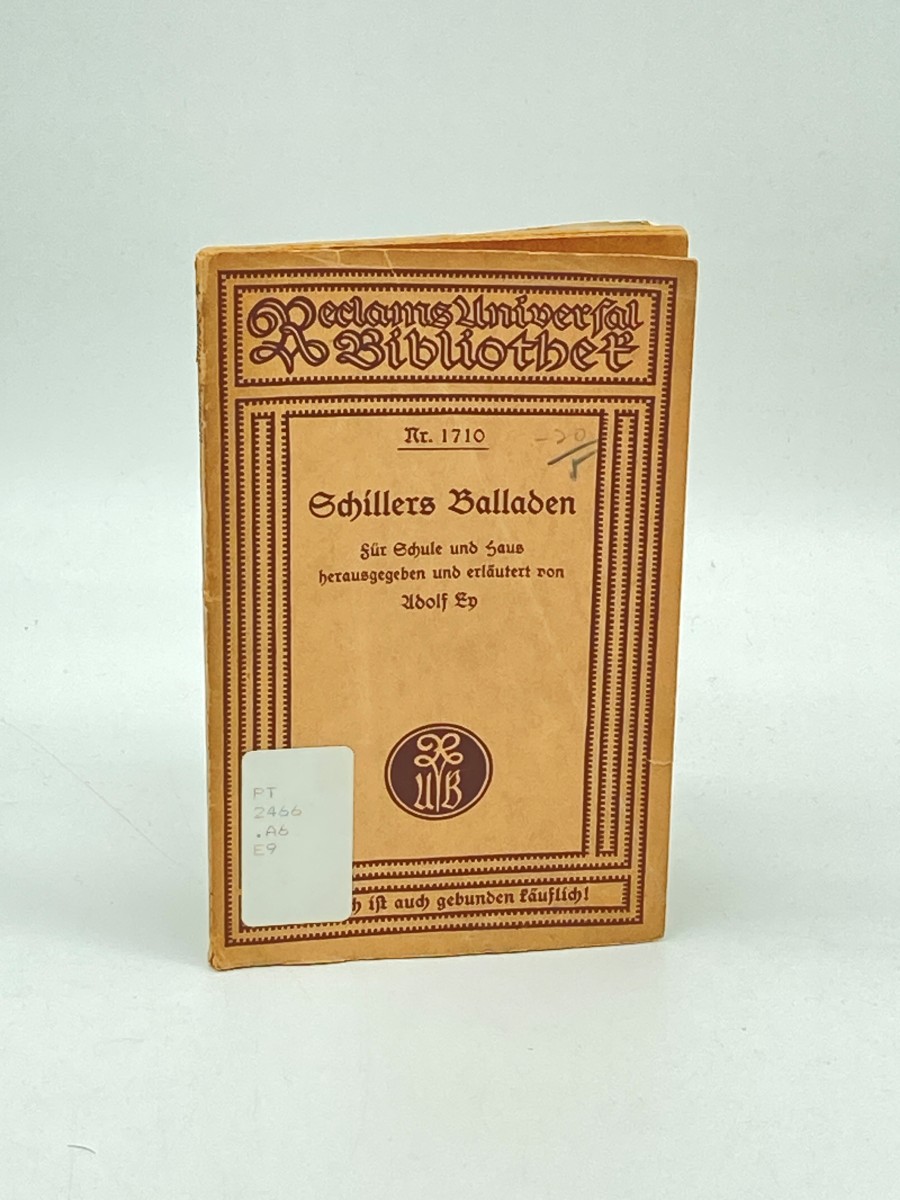 Reclams Universal
Bibliothek
Nr. 1710
Schillers Balladen
Für Schule und Haus
herausgegeben und erläutert von
Adolf Ey
R
UB
PT
2466
.A6
E9
ist auch gebunden käuflich!